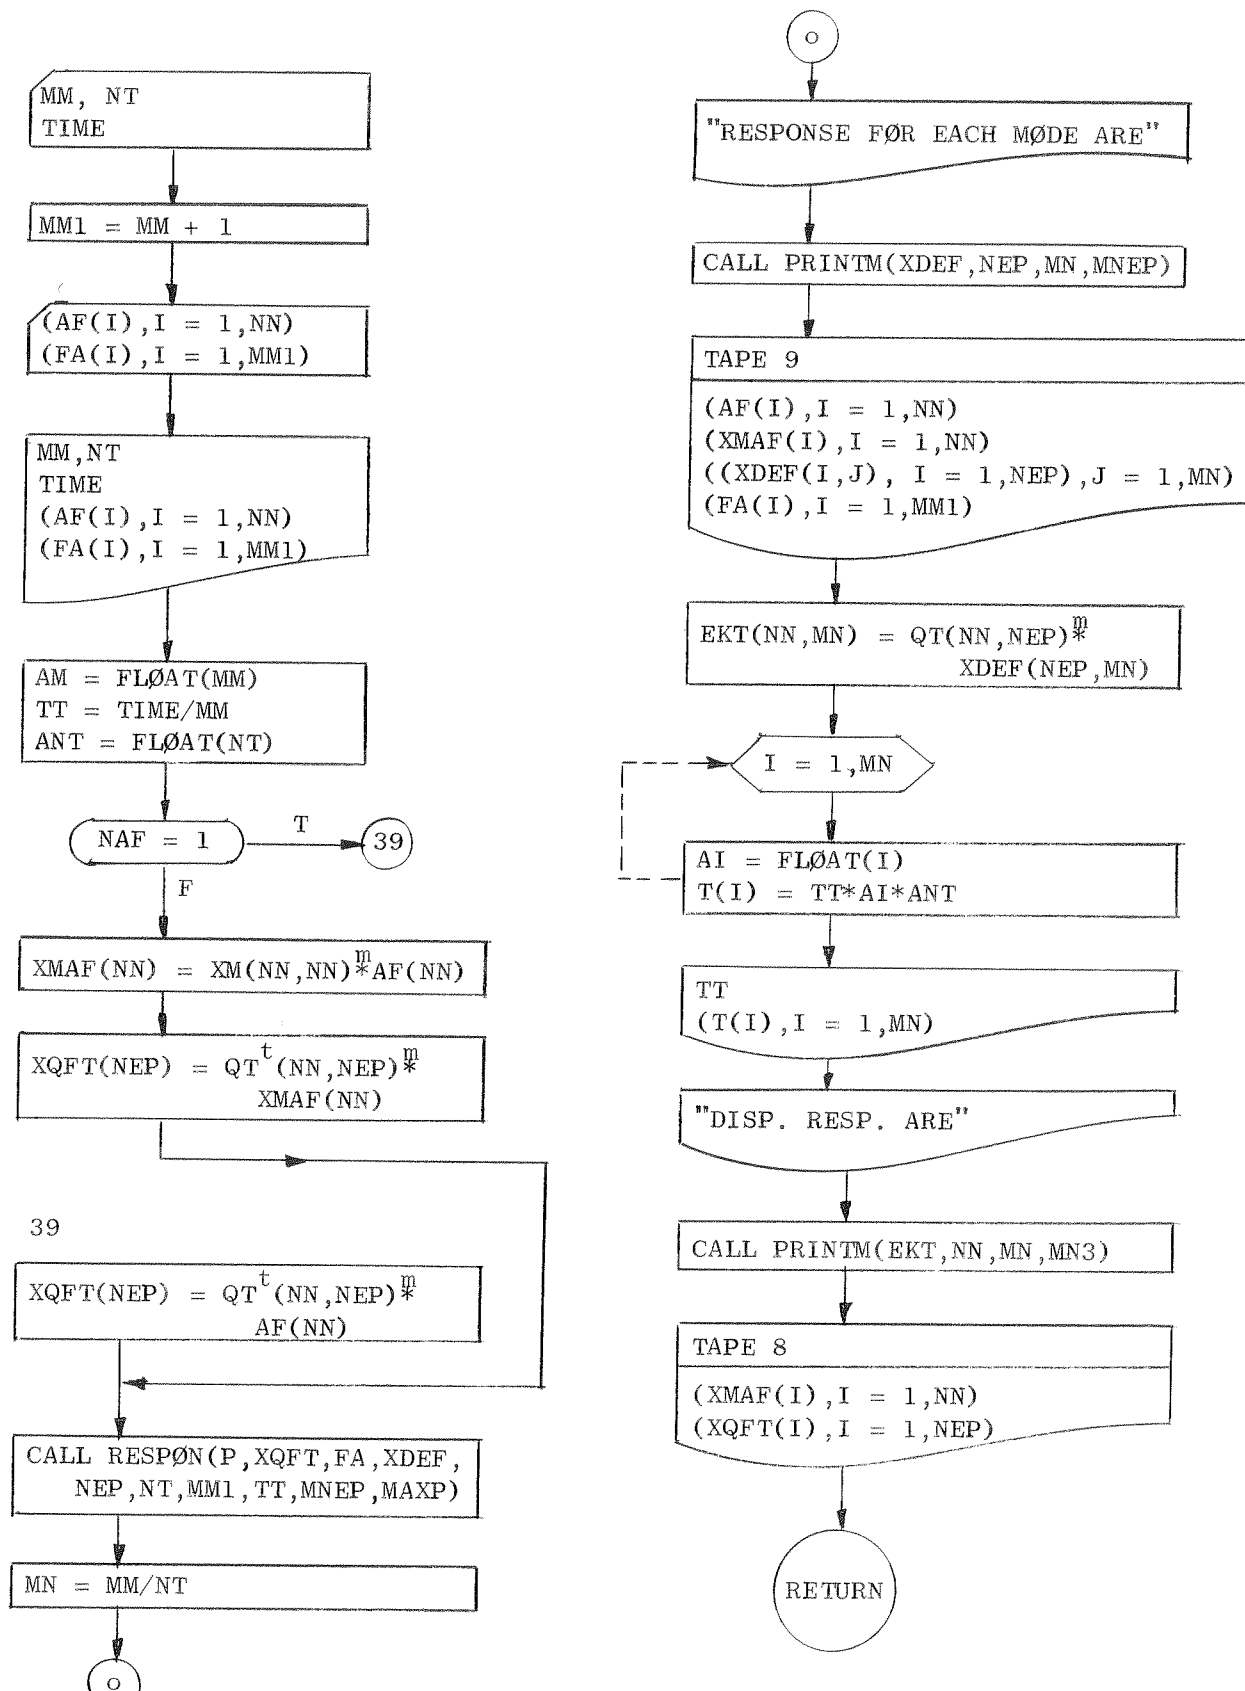 MM, NT
TIME
MM1 = MM + 1
(AF(I),I = 1,NN)
(FA(I),I = 1,MM1)
MM,NT
TIME
(AF(I),I = 1,NN)
(FA(I),I = 1,MM1)
AM = FLØAT(MM)
TT = TIME/MM
ANT = FLØAT(NT)
NAF = 1
T
39
F
XMAF(NN) = XM(NN,NN)*ᵐAF(NN)
XQFT(NEP) = QTᵗ(NN,NEP)*ᵐ
XMAF(NN)
39
XQFT(NEP) = QTᵗ(NN,NEP)*ᵐ
AF(NN)
CALL RESPØN(P,XQFT,FA,XDEF,
NEP,NT,MM1,TT,MNEP,MAXP)
MN = MM/NT
O
O
"RESPONSE FØR EACH MØDE ARE"
CALL PRINTM(XDEF,NEP,MN,MNEP)
TAPE 9
(AF(I),I = 1,NN)
(XMAF(I),I = 1,NN)
((XDEF(I,J), I = 1,NEP),J = 1,MN)
(FA(I),I = 1,MM1)
EKT(NN,MN) = QT(NN,NEP)*ᵐ
XDEF(NEP,MN)
I = 1,MN
AI = FLØAT(I)
T(I) = TT*AI*ANT
TT
(T(I),I = 1,MN)
"DISP. RESP. ARE"
CALL PRINTM(EKT,NN,MN,MN3)
TAPE 8
(XMAF(I),I = 1,NN)
(XQFT(I),I = 1,NEP)
RETURN